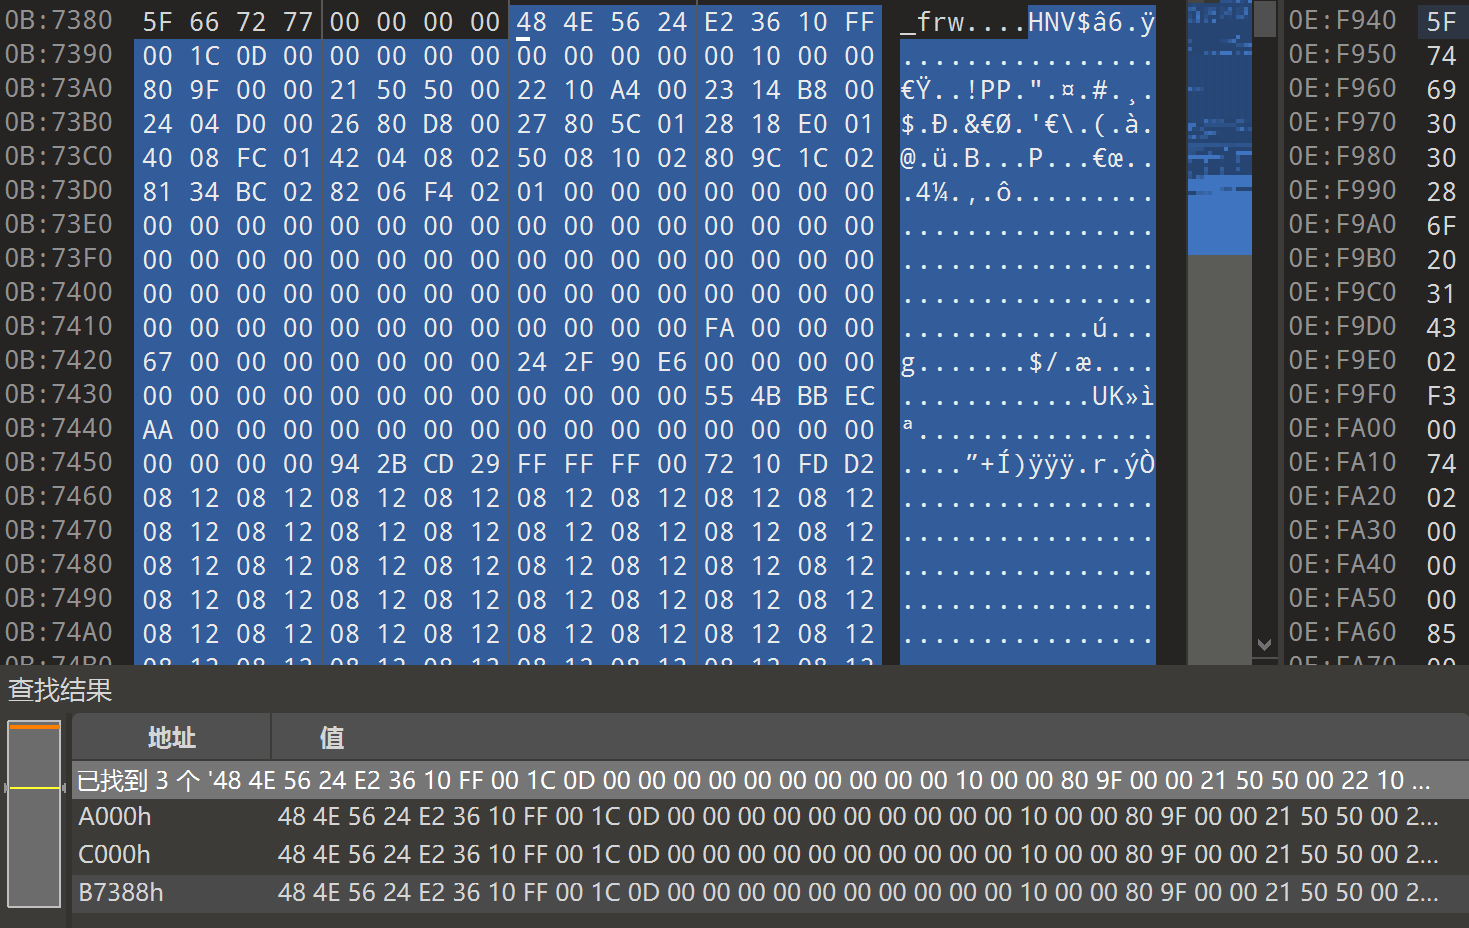 0B:7380 5F 66 72 77 00 00 00 00 48 4E 56 24 E2 36 10 FF _frw....HNV$â6.ÿ 0E:F940 5F
0B:7390 00 1C 0D 00 00 00 00 00 00 00 00 00 00 10 00 00 ................ 0E:F950 74
0B:73A0 80 9F 00 00 21 50 50 00 22 10 A4 00 23 14 B8 00 €Ÿ..!PP.".¤.#.¸. 0E:F960 69
0B:73B0 24 04 D0 00 26 80 D8 00 27 80 5C 01 28 18 E0 01 $.Ð.&€Ø.'€\.(.à. 0E:F970 30
0B:73C0 40 08 FC 01 42 04 08 02 50 08 10 02 80 9C 1C 02 @.ü.B...P...€œ.. 0E:F980 30
0B:73D0 81 34 BC 02 82 06 F4 02 01 00 00 00 00 00 00 00 .4¼.‚.ô......... 0E:F990 28
0B:73E0 00 00 00 00 00 00 00 00 00 00 00 00 00 00 00 00 ................ 0E:F9A0 6F
0B:73F0 00 00 00 00 00 00 00 00 00 00 00 00 00 00 00 00 ................ 0E:F9B0 20
0B:7400 00 00 00 00 00 00 00 00 00 00 00 00 00 00 00 00 ................ 0E:F9C0 31
0B:7410 00 00 00 00 00 00 00 00 00 00 00 00 FA 00 00 00 ............ú... 0E:F9D0 43
0B:7420 67 00 00 00 00 00 00 00 24 2F 90 E6 00 00 00 00 g.......$/.æ.... 0E:F9E0 02
0B:7430 00 00 00 00 00 00 00 00 00 00 00 00 55 4B BB EC ............UK»ì 0E:F9F0 F3
0B:7440 AA 00 00 00 00 00 00 00 00 00 00 00 00 00 00 00 ª............... 0E:FA00 00
0B:7450 00 00 00 00 94 2B CD 29 FF FF FF 00 72 10 FD D2 ....”+Í)ÿÿÿ.r.ýÒ 0E:FA10 74
0B:7460 08 12 08 12 08 12 08 12 08 12 08 12 08 12 08 12 ................ 0E:FA20 02
0B:7470 08 12 08 12 08 12 08 12 08 12 08 12 08 12 08 12 ................ 0E:FA30 00
0B:7480 08 12 08 12 08 12 08 12 08 12 08 12 08 12 08 12 ................ 0E:FA40 00
0B:7490 08 12 08 12 08 12 08 12 08 12 08 12 08 12 08 12 ................ 0E:FA50 00
0B:74A0 08 12 08 12 08 12 08 12 08 12 08 12 08 12 08 12 ................ 0E:FA60 85
0B:74B0 08 12 08 12 08 12 08 12 08 12 08 12 08 12 08 12 0E:FA70 00
查找结果
地址 值
已找到 3 个 '48 4E 56 24 E2 36 10 FF 00 1C 0D 00 00 00 00 00 00 00 00 00 00 10 00 00 80 9F 00 00 21 50 50 00 22 10 ...
A000h 48 4E 56 24 E2 36 10 FF 00 1C 0D 00 00 00 00 00 00 00 00 00 00 10 00 00 80 9F 00 00 21 50 50 00 2...
C000h 48 4E 56 24 E2 36 10 FF 00 1C 0D 00 00 00 00 00 00 00 00 00 00 10 00 00 80 9F 00 00 21 50 50 00 2...
B7388h 48 4E 56 24 E2 36 10 FF 00 1C 0D 00 00 00 00 00 00 00 00 00 00 10 00 00 80 9F 00 00 21 50 50 00 2...